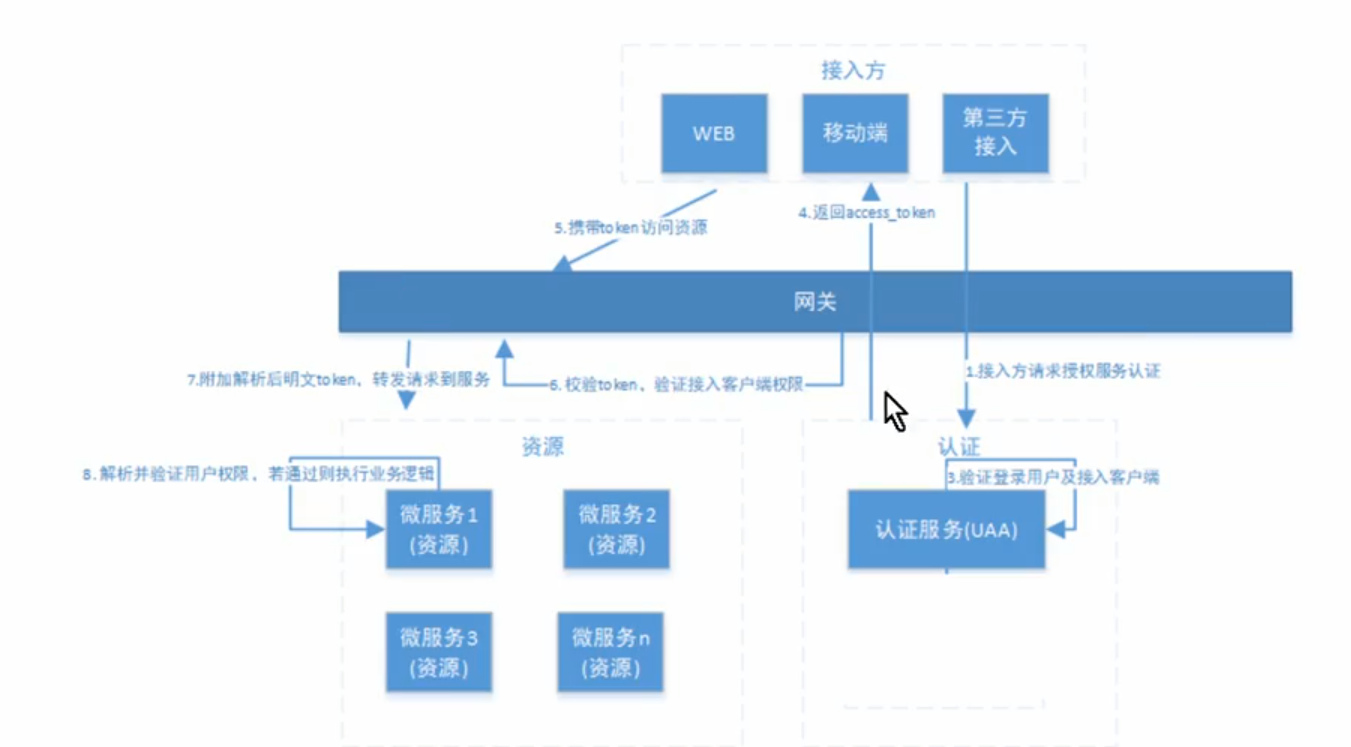 接入方
WEB
移动端
第三方
接入
5.携带token访问资源
4.返回access_token
网关
7.附加解析后明文token，转发请求到服务
6.校验token，验证接入客户端权限
1.接入方请求授权服务认证
资源
认证
8.解析并验证用户权限，若通过则执行业务逻辑
3.验证登录用户及接入客户端
微服务1
(资源)
微服务2
(资源)
认证服务(UAA)
微服务3
(资源)
微服务n
(资源)